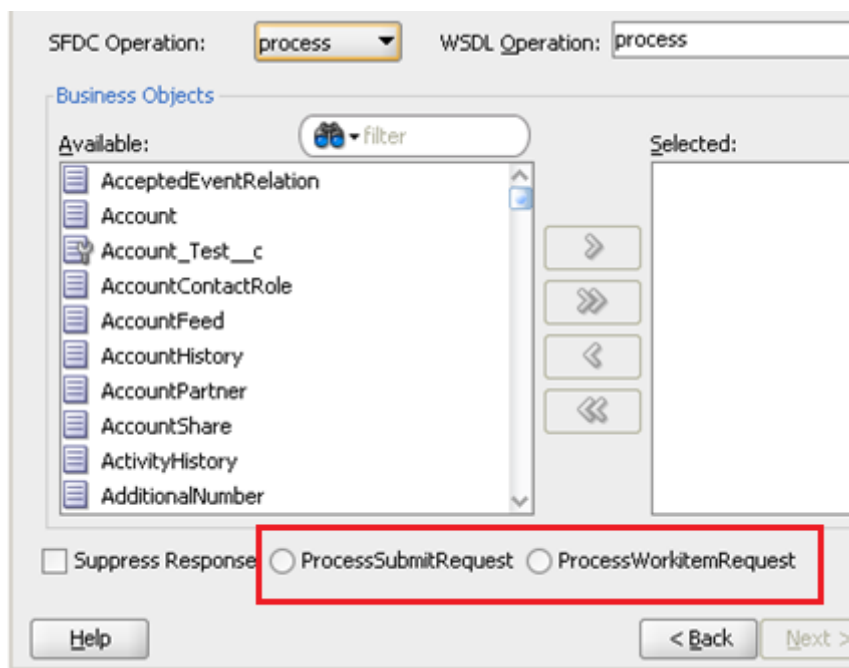 SFDC Operation: process WSDL Operation: process
Business Objects
Available: filter Selected:
AcceptedEventRelation
Account
Account_Test__c
AccountContactRole
AccountFeed
AccountHistory
AccountPartner
AccountShare
ActivityHistory
AdditionalNumber
Suppress Response ProcessSubmitRequest ProcessWorkitemRequest
Help < Back Next >